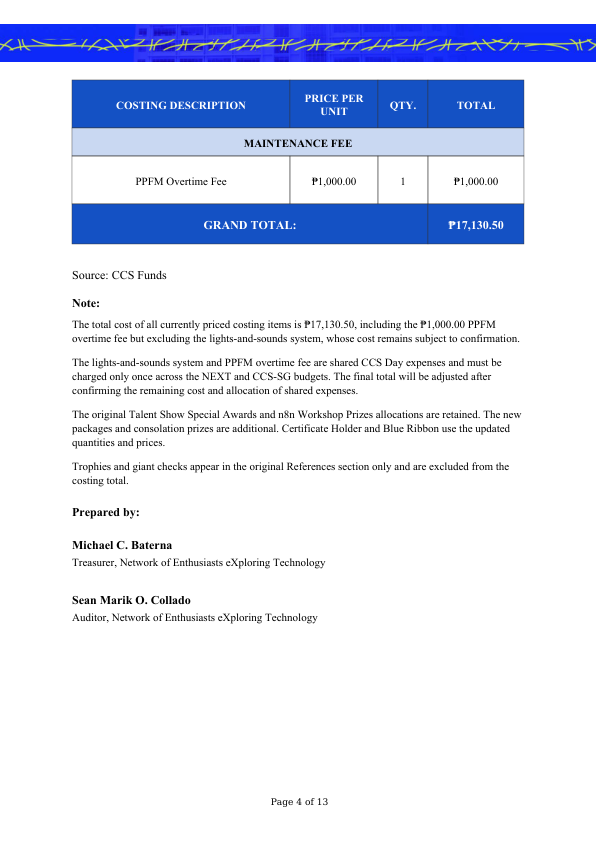 COSTING DESCRIPTION
PRICE PER
UNIT
QTY.
TOTAL
MAINTENANCE FEE
PPFM Overtime Fee
₱1,000.00
1
₱1,000.00
GRAND TOTAL:
₱17,130.50
Source: CCS Funds
Note:
The total cost of all currently priced costing items is ₱17,130.50, including the ₱1,000.00 PPFM
overtime fee but excluding the lights-and-sounds system, whose cost remains subject to confirmation.
The lights-and-sounds system and PPFM overtime fee are shared CCS Day expenses and must be
charged only once across the NEXT and CCS-SG budgets. The final total will be adjusted after
confirming the remaining cost and allocation of shared expenses.
The original Talent Show Special Awards and n8n Workshop Prizes allocations are retained. The new
packages and consolation prizes are additional. Certificate Holder and Blue Ribbon use the updated
quantities and prices.
Trophies and giant checks appear in the original References section only and are excluded from the
costing total.
Prepared by:
Michael C. Baterna
Treasurer, Network of Enthusiasts eXploring Technology
Sean Marik O. Collado
Auditor, Network of Enthusiasts eXploring Technology
Page 4 of 13